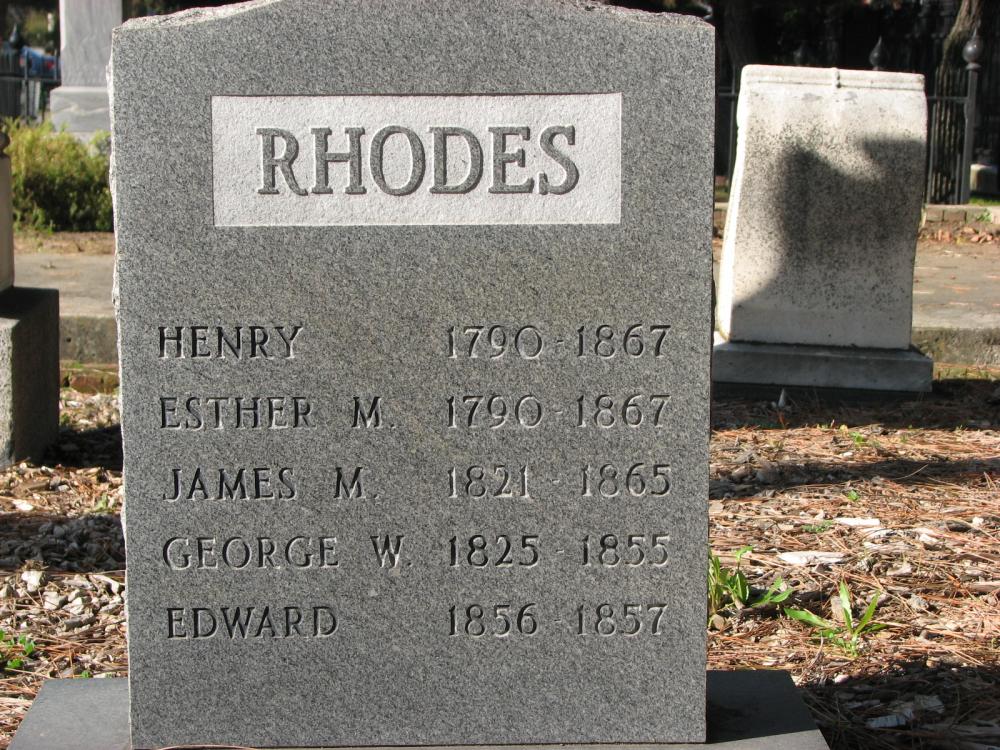 RHODES
HENRY 1790 - 1867
ESTHER M. 1790 - 1867
JAMES M. 1821 - 1865
GEORGE W. 1825 - 1855
EDWARD 1856 - 1857